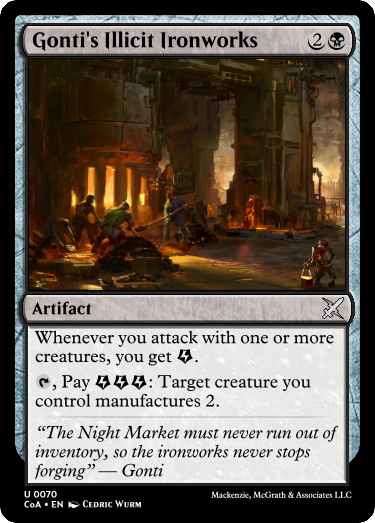 Gonti's Illicit Ironworks 2
Artifact
Whenever you attack with one or more
creatures, you get .
, Pay : Target creature you
control manufactures 2.
“The Night Market must never run out of
inventory, so the ironworks never stops
forging” — Gonti
U 0070
CoA • EN Cedric Wurm
Mackenzie, McGrath & Associates LLC